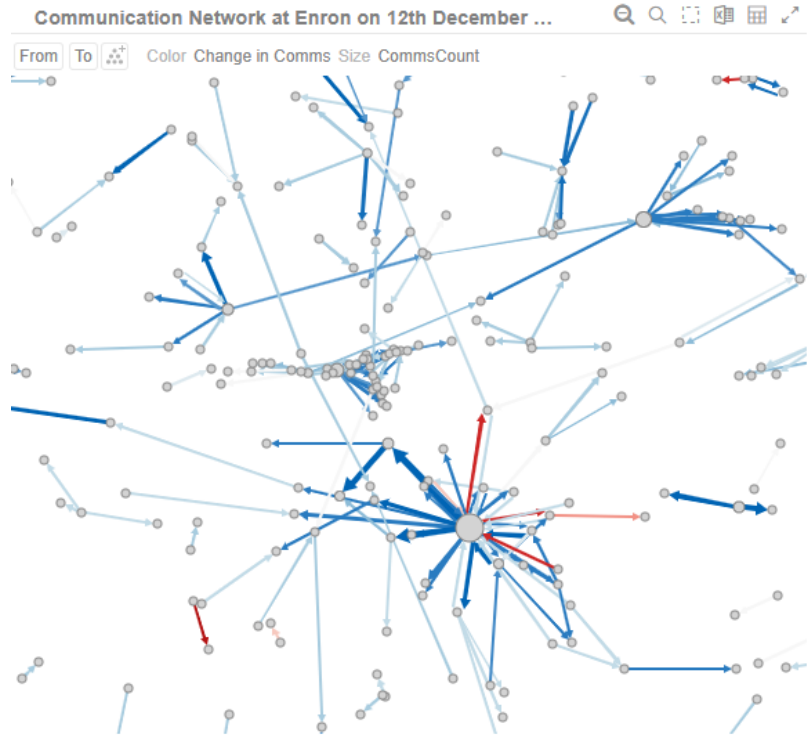 Communication Network at Enron on 12th December ...
From To Color Change in Comms Size CommsCount